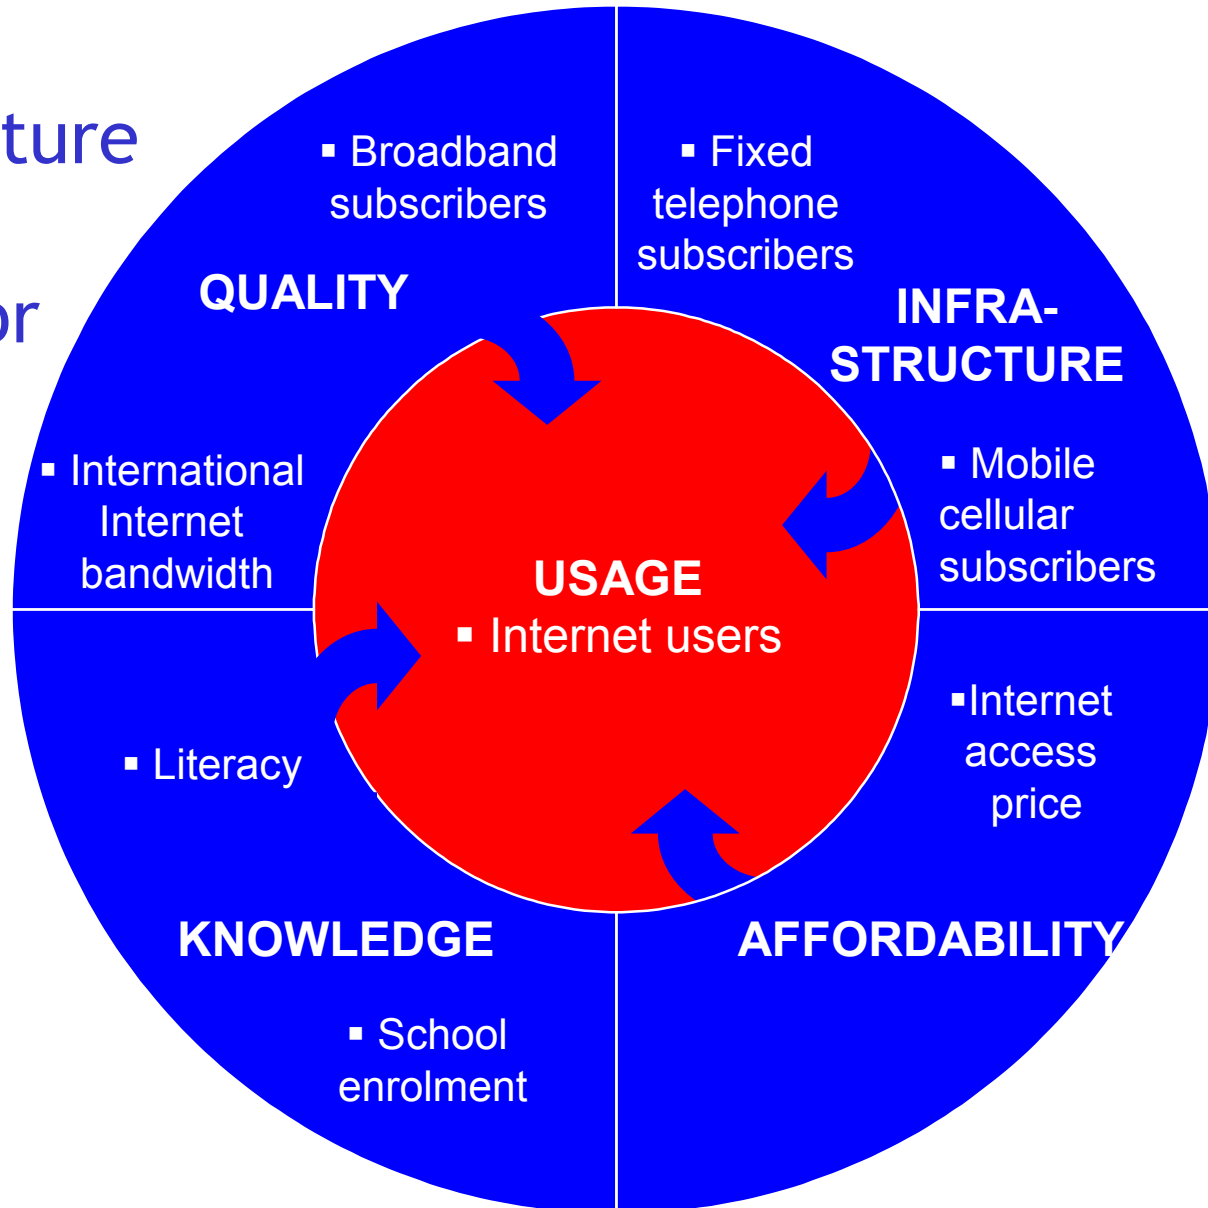 ture
or
▪ Broadband
subscribers
QUALITY
▪ International
Internet
bandwidth
▪ Fixed
telephone
subscribers
INFRA-
STRUCTURE
▪ Mobile
cellular
subscribers
USAGE
▪ Internet users
▪ Literacy
KNOWLEDGE
▪ School
enrolment
▪Internet
access
price
AFFORDABILITY